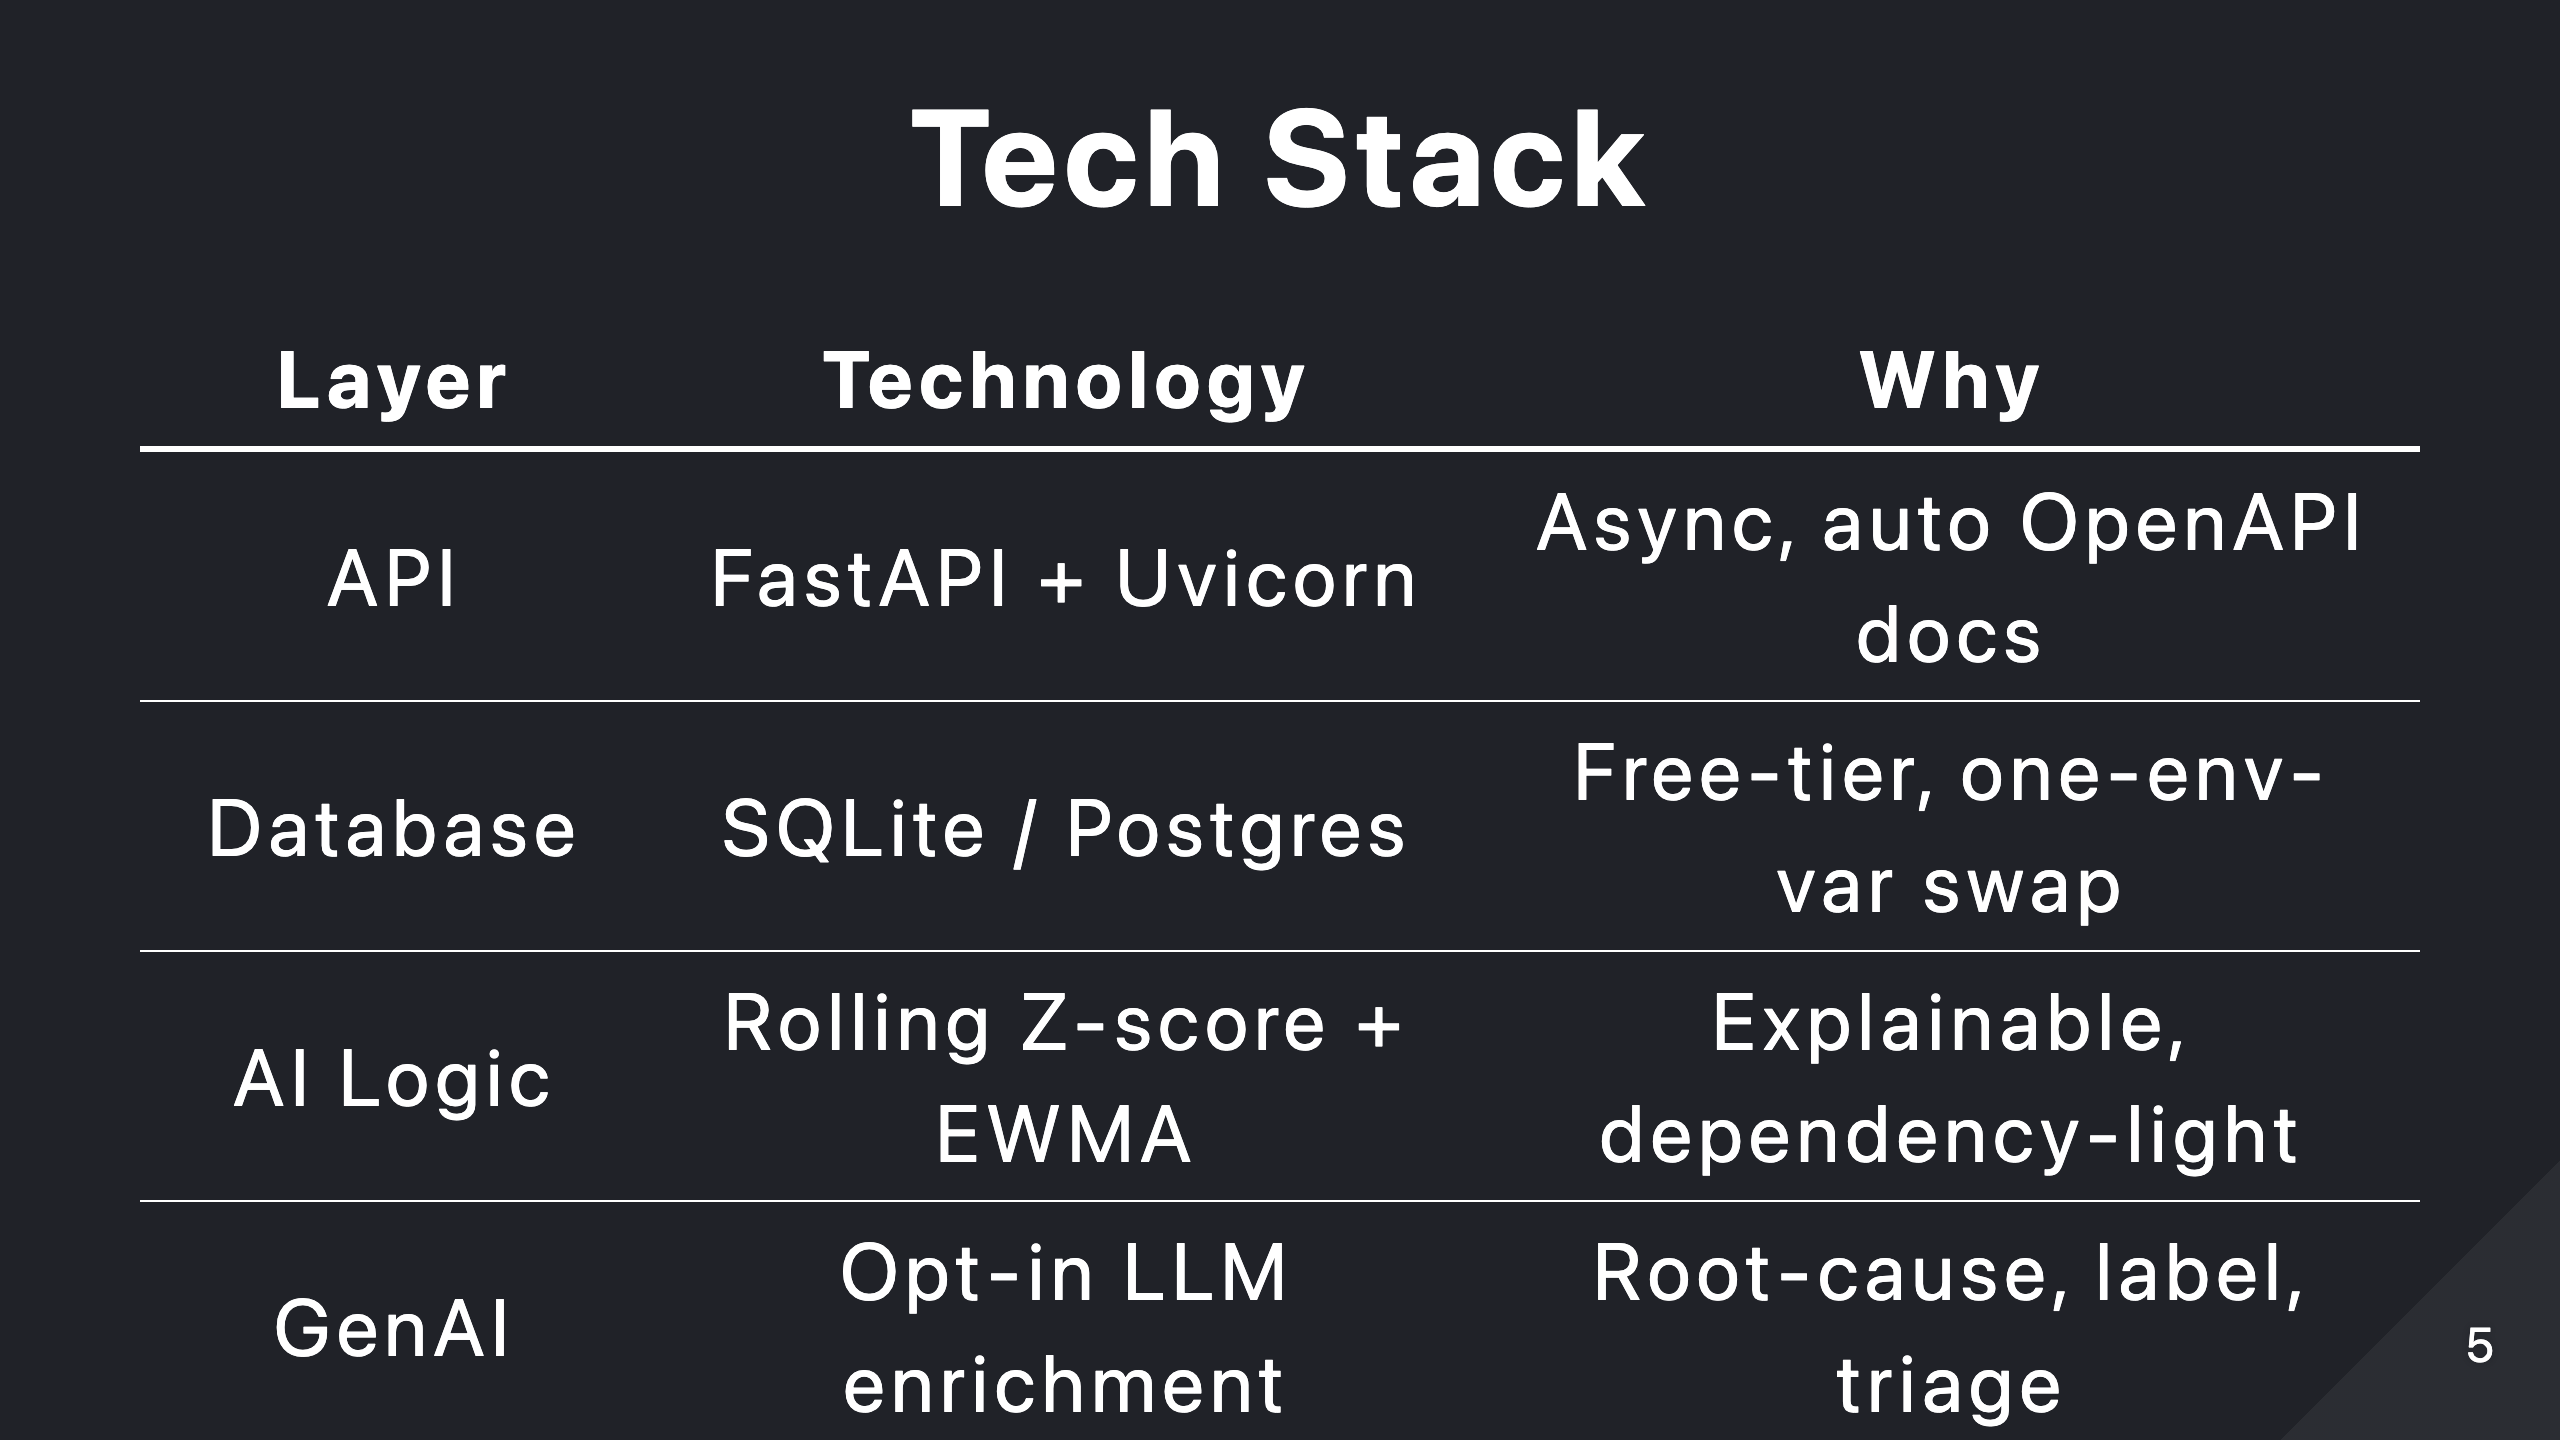 Tech Stack
Layer Technology Why
API FastAPI + Uvicorn Async, auto OpenAPI
docs
Database SQLite / Postgres Free-tier, one-env-
var swap
AI Logic Rolling Z-score +
EWMA Explainable,
dependency-light
GenAI Opt-in LLM
enrichment Root-cause, label,
triage
5